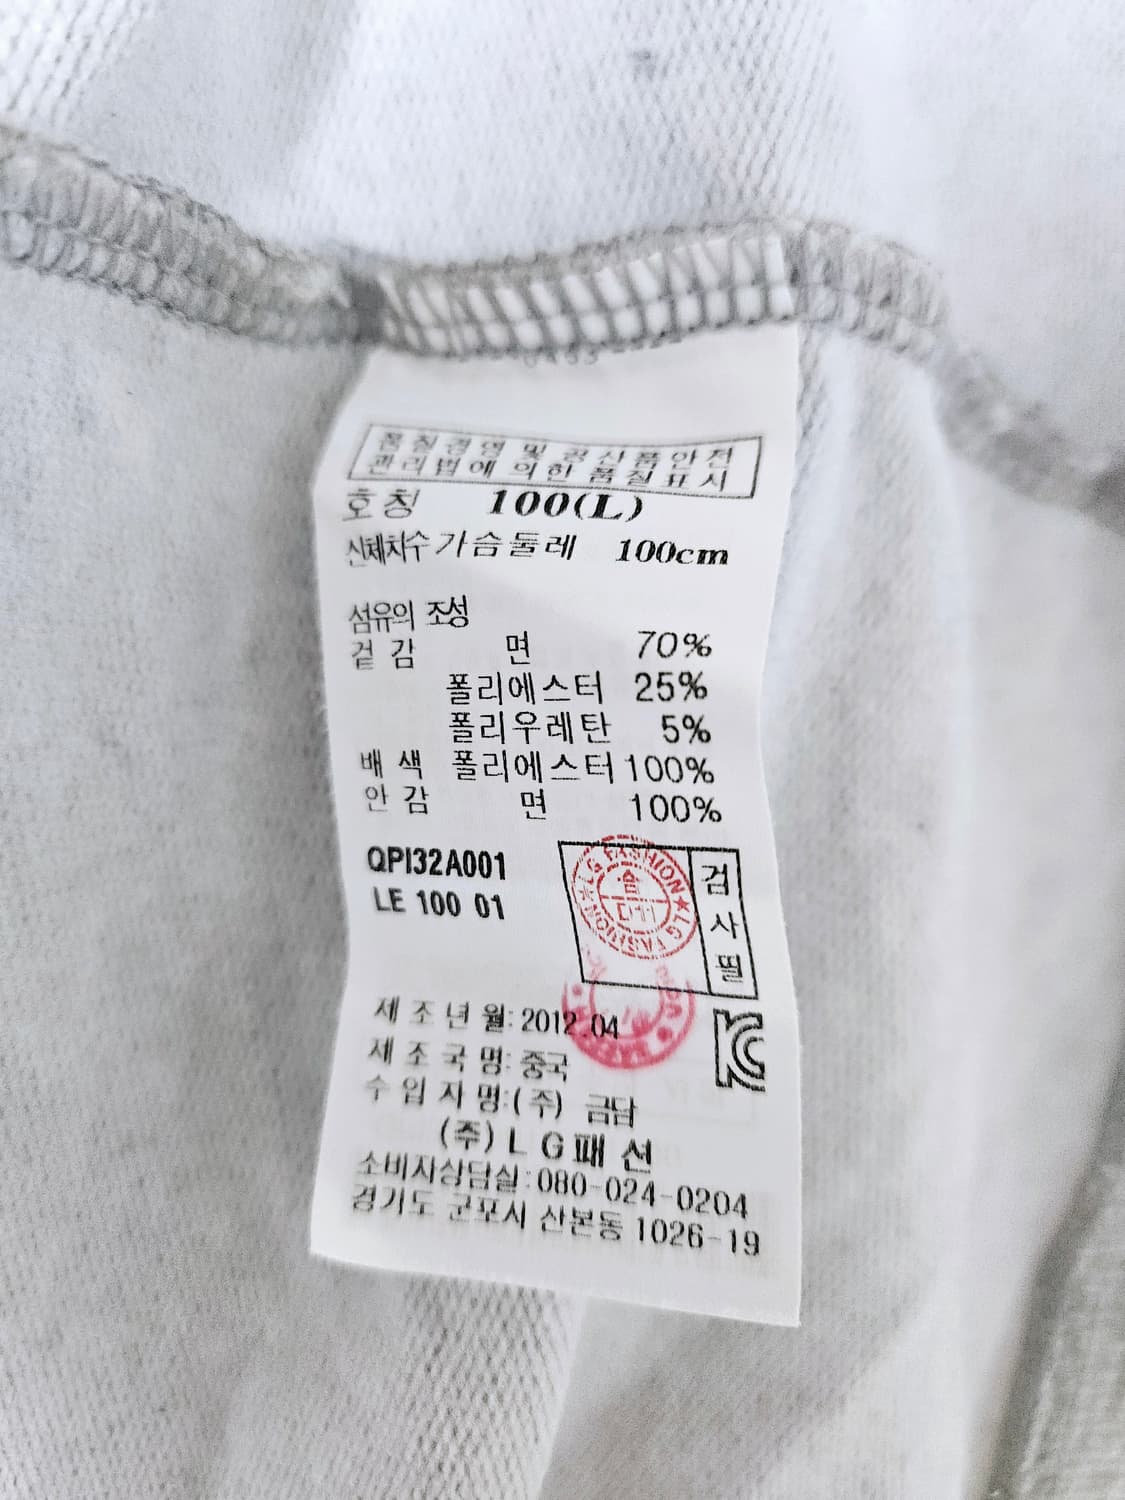 품질경영 및 공산품안전
관리법에 의한 품질표시
호칭 100(L)
신체치수 가슴둘레 100cm
섬유의 조성
겉감 면 70%
폴리에스터 25%
폴리우레탄 5%
배색 폴리에스터 100%
안감 면 100%
QPI32A001
LE 100 01
LG FASHION★LG FASHION★
검사필
제조년월: 2012.04
제조국명: 중국
수입자명: (주) 금담
(주) LG패션
소비자상담실: 080-024-0204
경기도 군포시 산본동 1026-19